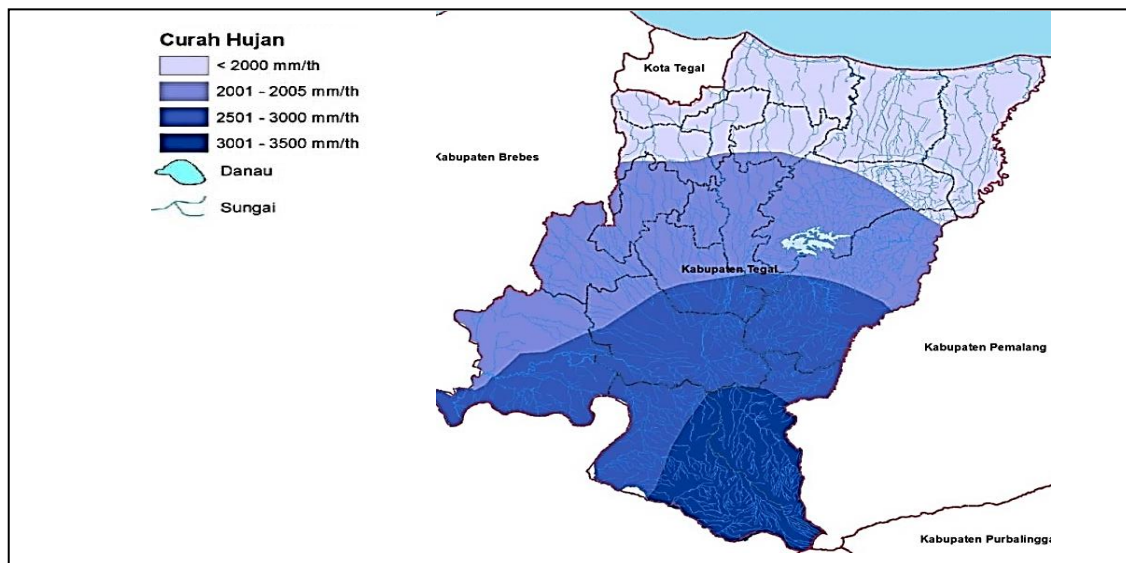 Curah Hujan
< 2000 mm/th
2001 - 2005 mm/th
2501 - 3000 mm/th
3001 - 3500 mm/th
Danau
Sungai
Kota Tegal
Kabupaten Brebes
Kabupaten Tegal
Kabupaten Pemalang
Kabupaten Purbalingga